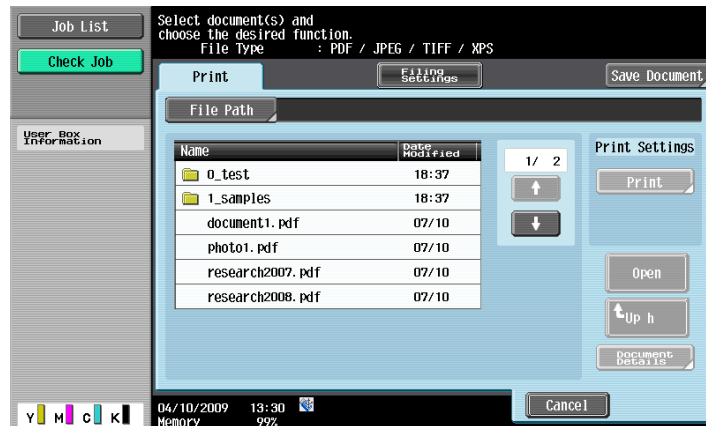 Job List
Check Job
User Box
Information
Select document(s) and
choose the desired function.
File Type : PDF / JPEG / TIFF / XPS
Print
Filing
Settings
Save Document
File Path
Name Date
Modified
0_test 18:37
1_samples 18:37
document1.pdf 07/10
photo1.pdf 07/10
research2007.pdf 07/10
research2008.pdf 07/10
1/ 2
Print Settings
Print
Open
Up h
Document
Details
Y M C K
04/10/2009 13:30
Memory 99%
Cancel